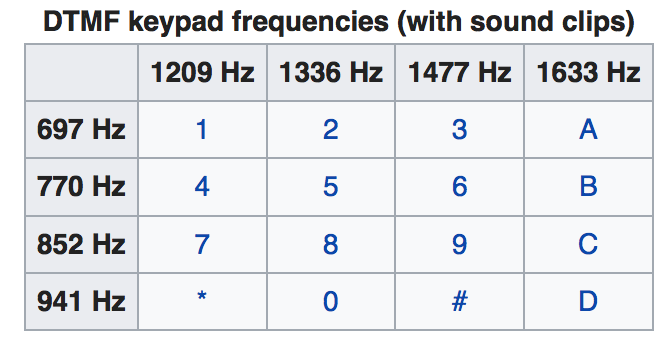 DTMF keypad frequencies (with sound clips)
1209 Hz 1336 Hz 1477 Hz 1633 Hz
697 Hz 1 2 3 A
770 Hz 4 5 6 B
852 Hz 7 8 9 C
941 Hz * 0 # D